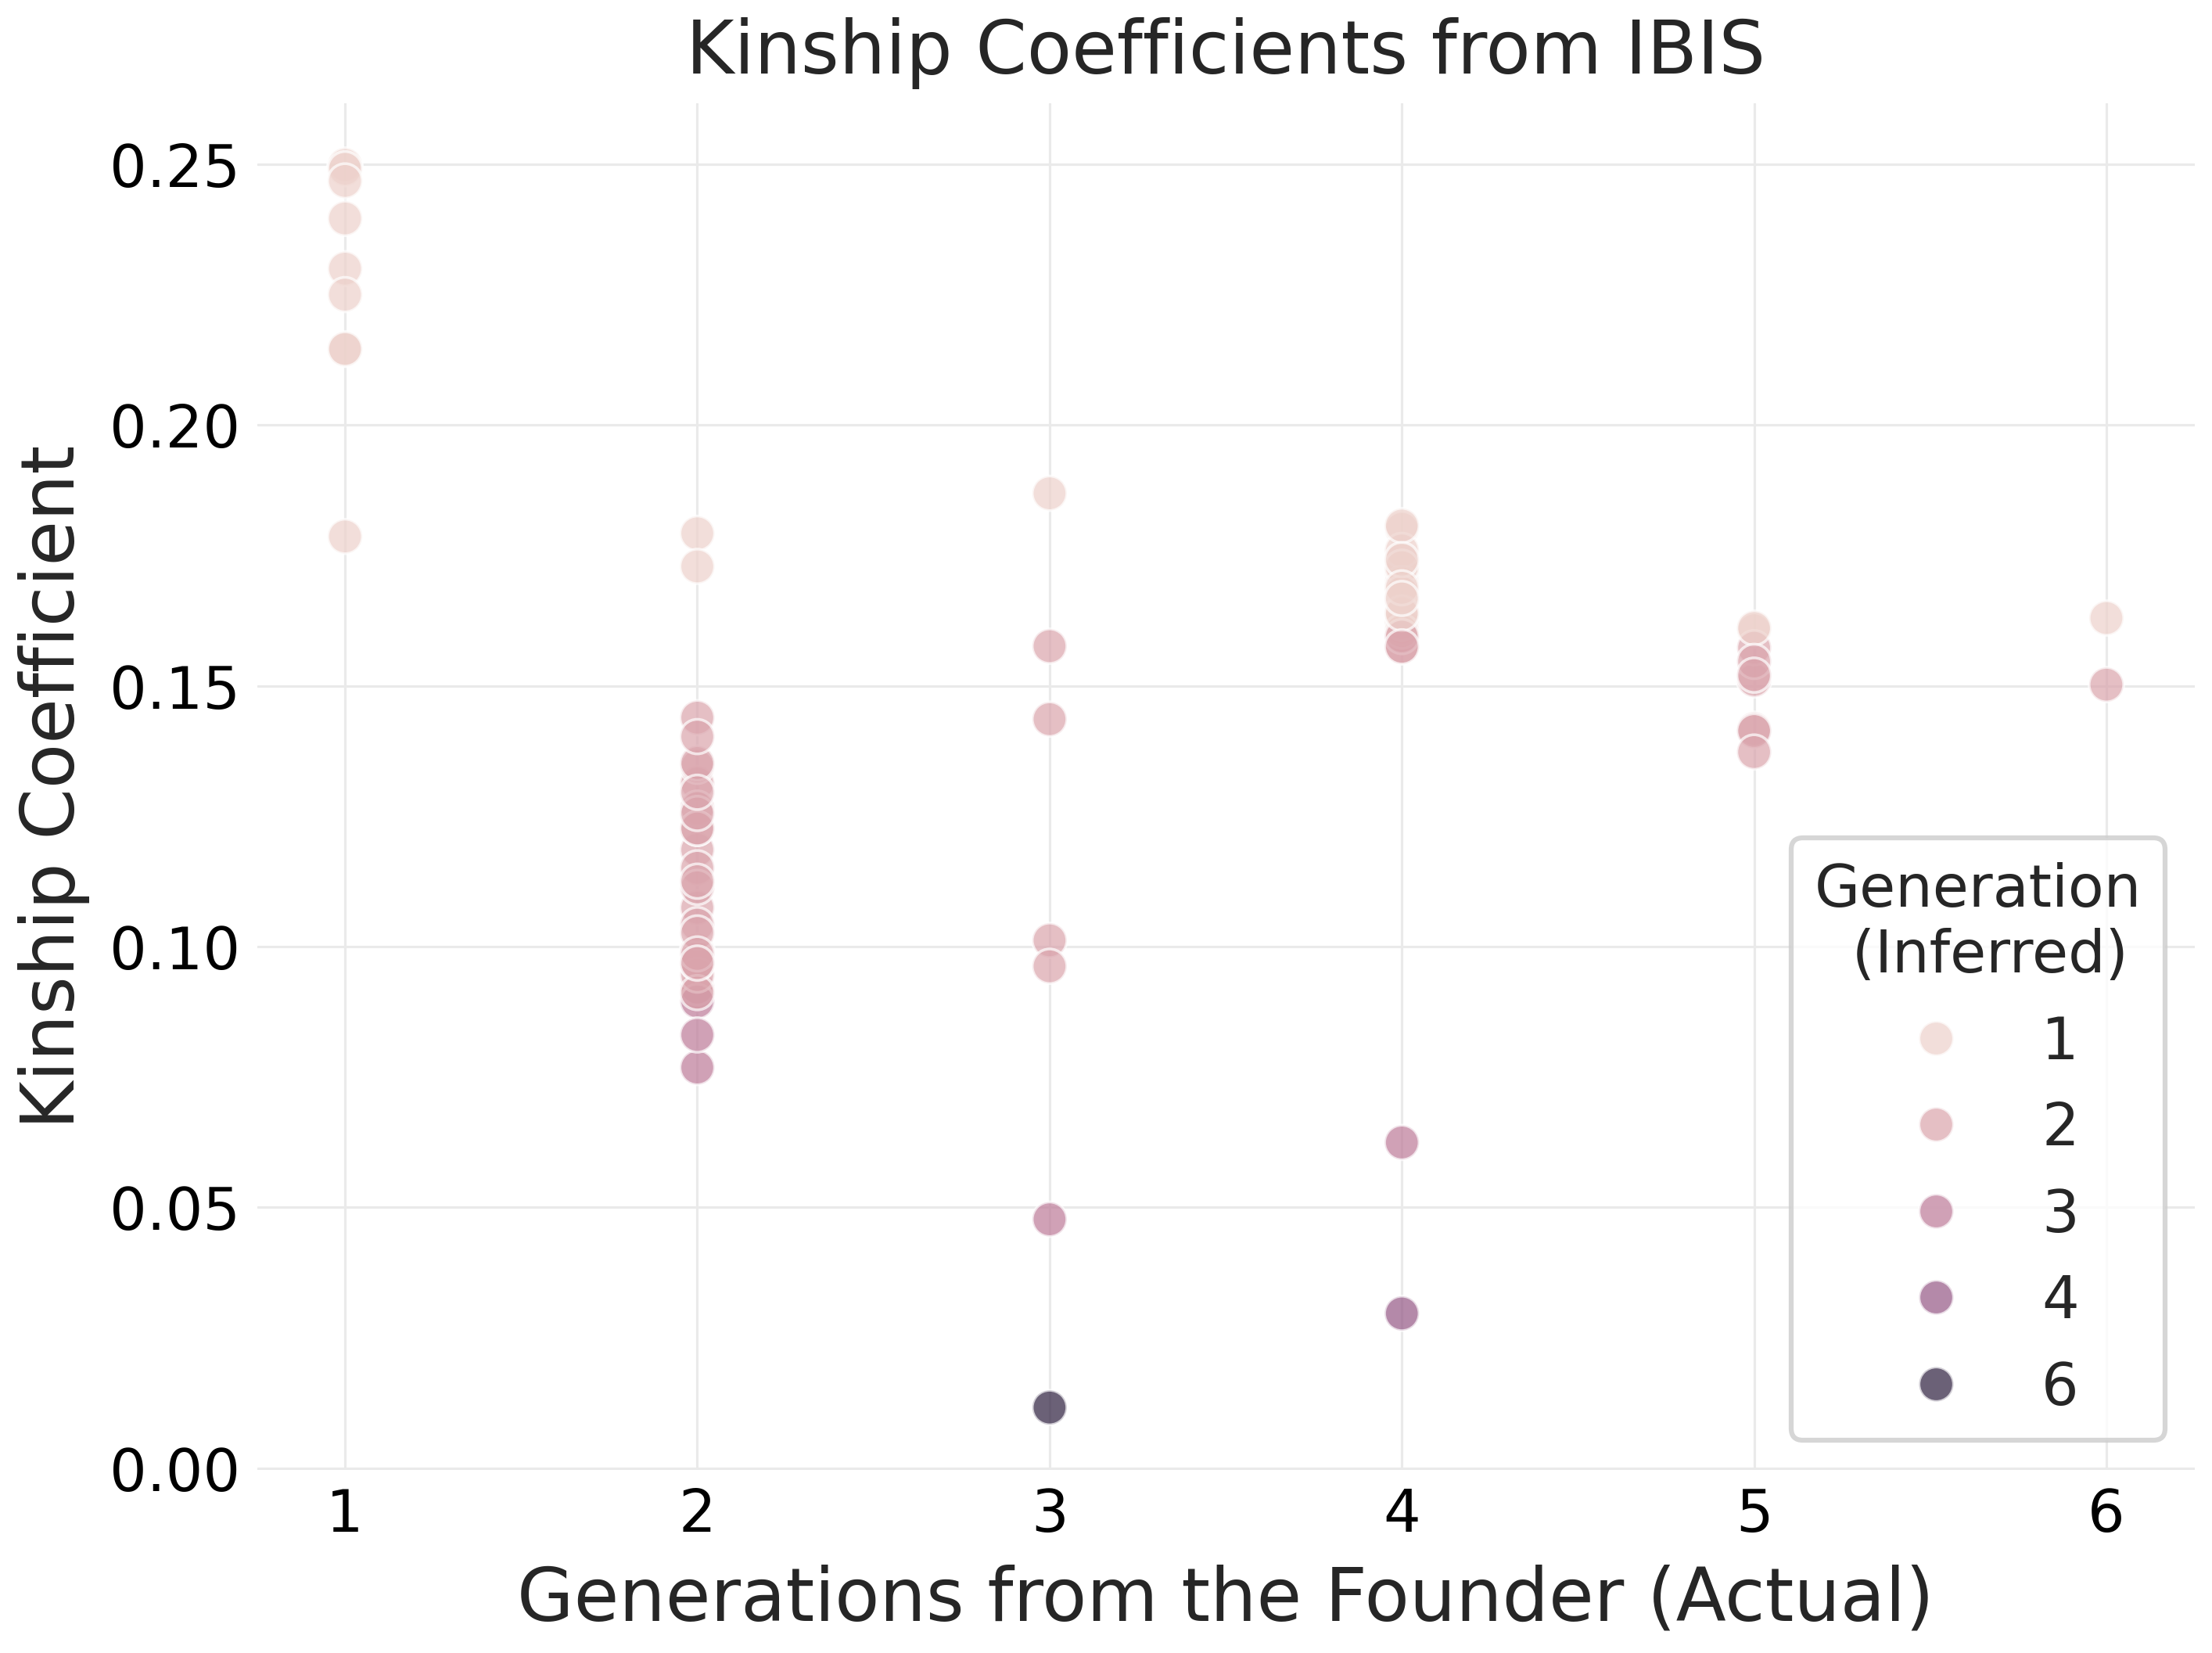 Kinship Coefficients from IBIS
Kinship Coefficient
0.25
0.20
0.15
0.10
0.05
0.00
1 2 3 4 5 6
Generations from the Founder (Actual)
Generation
(Inferred)
1
2
3
4
6